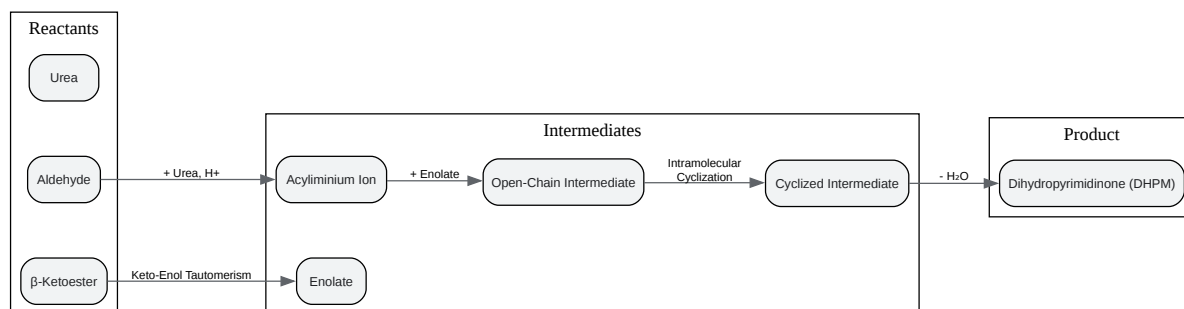 Reactants
Urea
Intermediates
Product
Aldehyde
+ Urea, H+
Acyliminium Ion
+ Enolate
Open-Chain Intermediate
Intramolecular
Cyclization
Cyclized Intermediate
- H₂O
Dihydropyrimidinone (DHPM)
β-Ketoester
Keto-Enol Tautomerism
Enolate